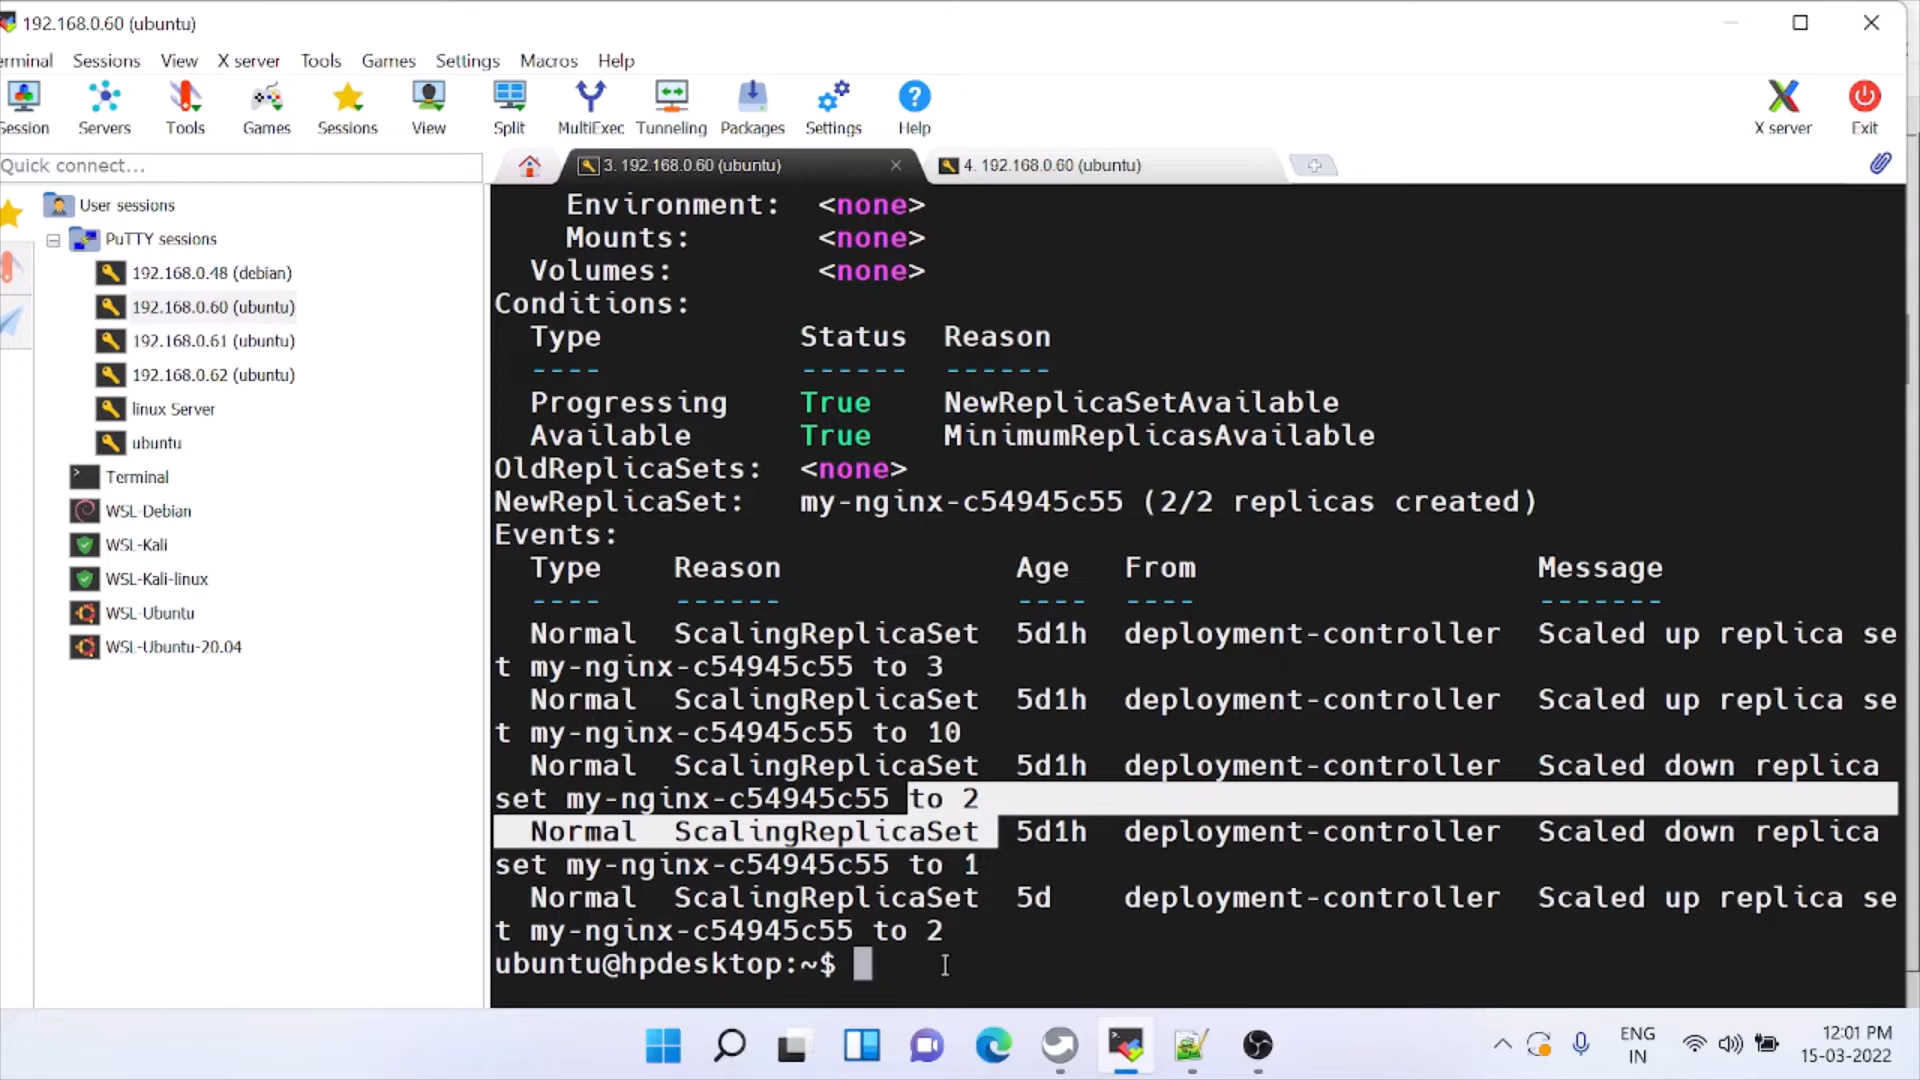 192.168.0.60 (ubuntu)
erminal Sessions View X server Tools Games Settings Macros Help
Session Servers Tools Games Sessions View Split MultiExec Tunneling Packages Settings Help X server Exit
Quick connect...
3. 192.168.0.60 (ubuntu)
4. 192.168.0.60 (ubuntu)
User sessions
PuTTY sessions
192.168.0.48 (debian)
192.168.0.60 (ubuntu)
192.168.0.61 (ubuntu)
192.168.0.62 (ubuntu)
linux Server
ubuntu
Terminal
WSL-Debian
WSL-Kali
WSL-Kali-linux
WSL-Ubuntu
WSL-Ubuntu-20.04
Environment: <none>
Mounts: <none>
Volumes: <none>
Conditions:
Type Status Reason
---- ------ ------
Progressing True NewReplicaSetAvailable
Available True MinimumReplicasAvailable
OldReplicaSets: <none>
NewReplicaSet: my-nginx-c54945c55 (2/2 replicas created)
Events:
Type Reason Age From Message
---- ------ ---- ---- -------
Normal ScalingReplicaSet 5d1h deployment-controller Scaled up replica se
t my-nginx-c54945c55 to 3
Normal ScalingReplicaSet 5d1h deployment-controller Scaled up replica se
t my-nginx-c54945c55 to 10
Normal ScalingReplicaSet 5d1h deployment-controller Scaled down replica
set my-nginx-c54945c55 to 2
Normal ScalingReplicaSet 5d1h deployment-controller Scaled down replica
set my-nginx-c54945c55 to 1
Normal ScalingReplicaSet 5d deployment-controller Scaled up replica se
t my-nginx-c54945c55 to 2
ubuntu@hpdesktop:~$
ENG
IN
12:01 PM
15-03-2022